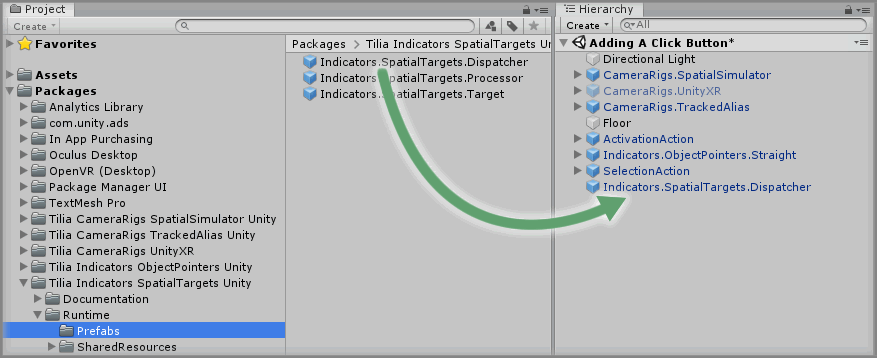 Project
Create
Favorites
Assets
Packages
Analytics Library
com.unity.ads
In App Purchasing
Oculus Desktop
OpenVR (Desktop)
Package Manager UI
TextMesh Pro
Tilia CameraRigs SpatialSimulator Unity
Tilia CameraRigs TrackedAlias Unity
Tilia CameraRigs UnityXR
Tilia Indicators ObjectPointers Unity
Tilia Indicators SpatialTargets Unity
Documentation
Runtime
Prefabs
SharedResources
Packages > Tilia Indicators SpatialTargets Un
Indicators.SpatialTargets.Dispatcher
Indicators.SpatialTargets.Processor
Indicators.SpatialTargets.Target
Hierarchy
Create
All
Adding A Click Button*
Directional Light
CameraRigs.SpatialSimulator
CameraRigs.UnityXR
CameraRigs.TrackedAlias
Floor
ActivationAction
Indicators.ObjectPointers.Straight
SelectionAction
Indicators.SpatialTargets.Dispatcher